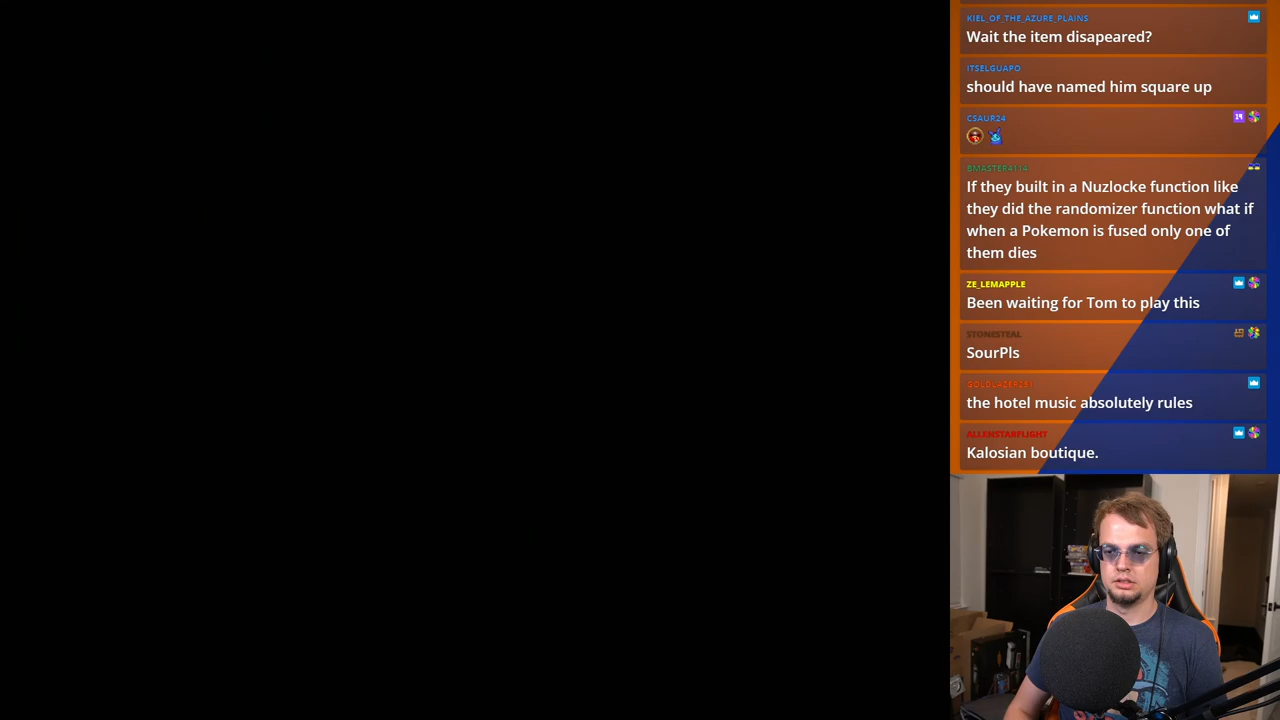 KIEL_OF_THE_AZURE_PLAINS
Wait the item disapeared?
ITSELGUAPO
should have named him square up
CSAUR24
BMASTER4114
If they built in a Nuzlocke function like
they did the randomizer function what if
when a Pokemon is fused only one of
them dies
ZE_LEMAPPLE
Been waiting for Tom to play this
STONESTEAL
SourPls
the hotel music absolutely rules
ALLENSTARFLIGHT
Kalosian boutique.